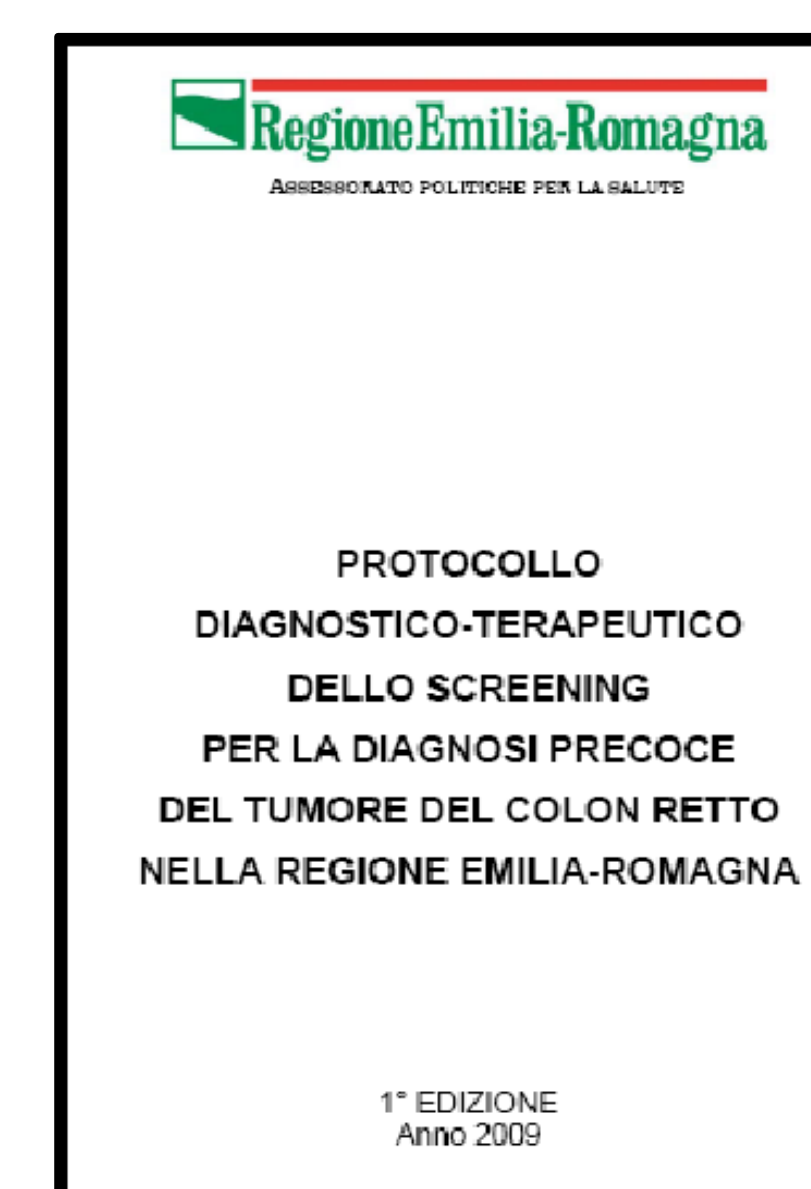 RegioneEmilia-Romagna
ASSESSORATO POLITICHE PER LA SALUTE
PROTOCOLLO
DIAGNOSTICO-TERAPEUTICO
DELLO SCREENING
PER LA DIAGNOSI PRECOCE
DEL TUMORE DEL COLON RETTO
NELLA REGIONE EMILIA-ROMAGNA
1° EDIZIONE
Anno 2009